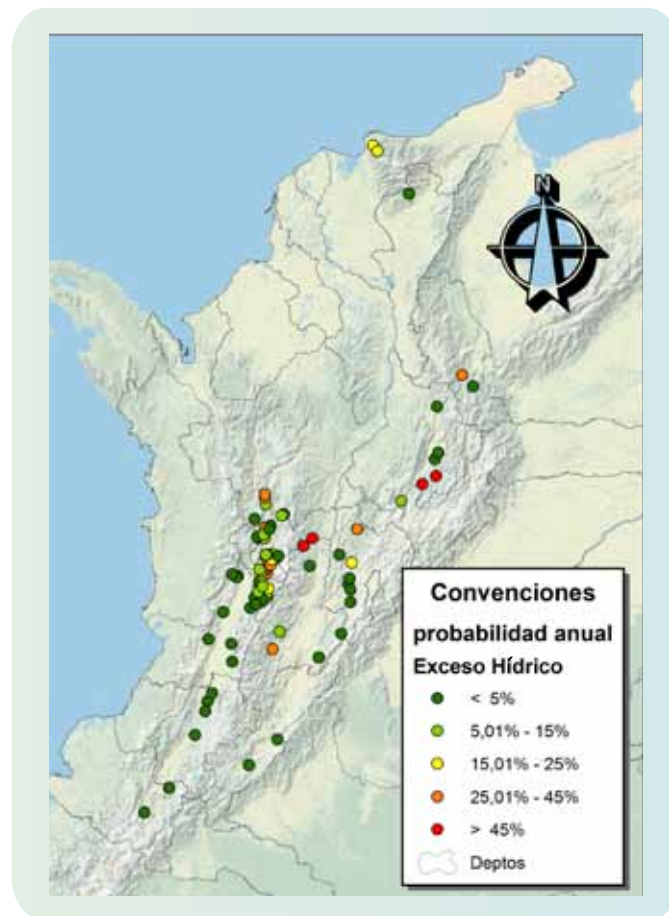 N
Convenciones
probabilidad anual
Exceso Hídrico
< 5%
5,01% - 15%
15,01% - 25%
25,01% - 45%
> 45%
Deptos